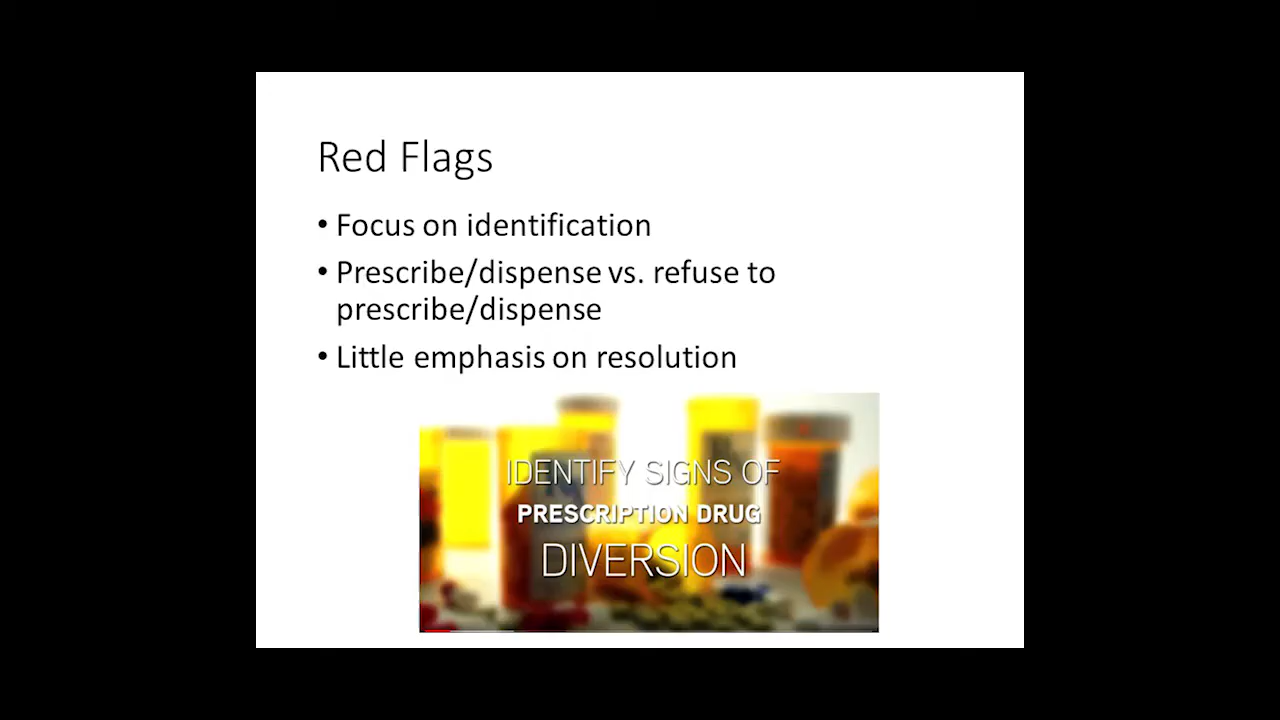 Red Flags
• Focus on identification
• Prescribe/dispense vs. refuse to
prescribe/dispense
• Little emphasis on resolution
IDENTIFY SIGNS OF
PRESCRIPTION DRUG
DIVERSION